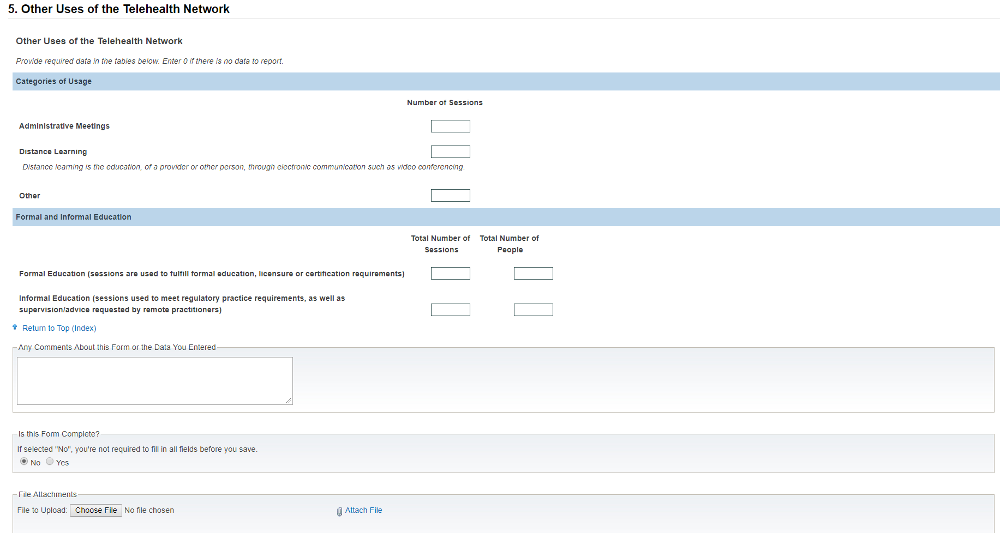 5. Other Uses of the Telehealth Network
Other Uses of the Telehealth Network
Provide required data in the tables below. Enter 0 if there is no data to report.
Categories of Usage
Number of Sessions
Administrative Meetings
Distance Learning
Distance learning is the education, of a provider or other person, through electronic communication such as video conferencing.
Other
Formal and Informal Education
Total Number of Sessions
Total Number of People
Formal Education (sessions are used to fulfill formal education, licensure or certification requirements)
Informal Education (sessions used to meet regulatory practice requirements, as well as
supervision/advice requested by remote practitioners)
Return to Top (Index)
Any Comments About this Form or the Data You Entered
Is this Form Complete?
If selected "No", you're not required to fill in all fields before you save.
No Yes
File Attachments
File to Upload: Choose File No file chosen Attach File